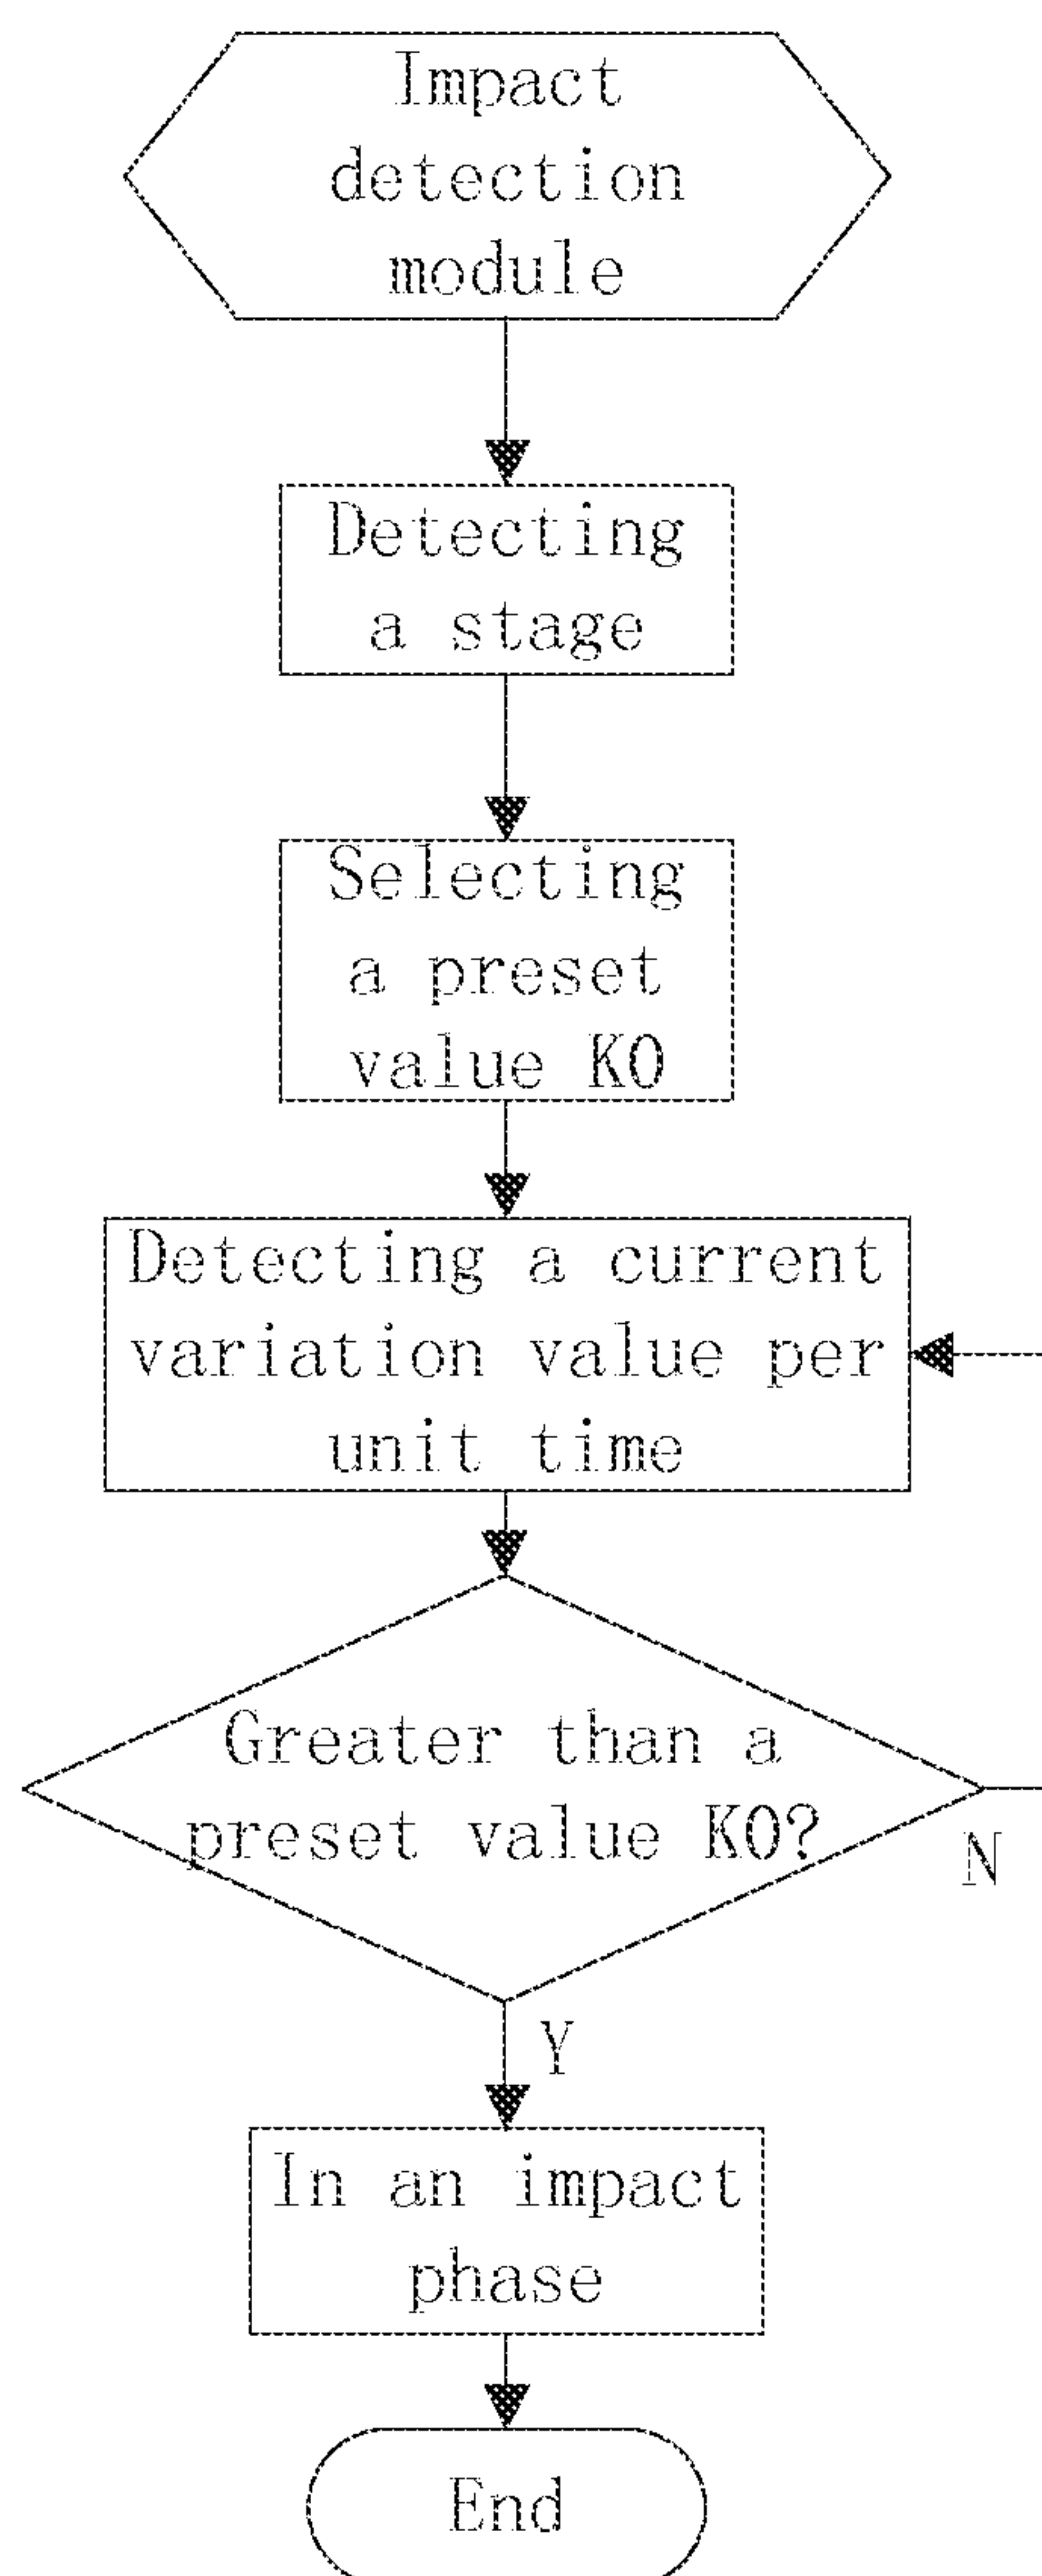 Impact
detection
module
Detecting
a stage
Selecting
a preset
value K0
Detecting a current
variation value per
unit time
Greater than a
preset value K0?
N
Y
In an impact
phase
End